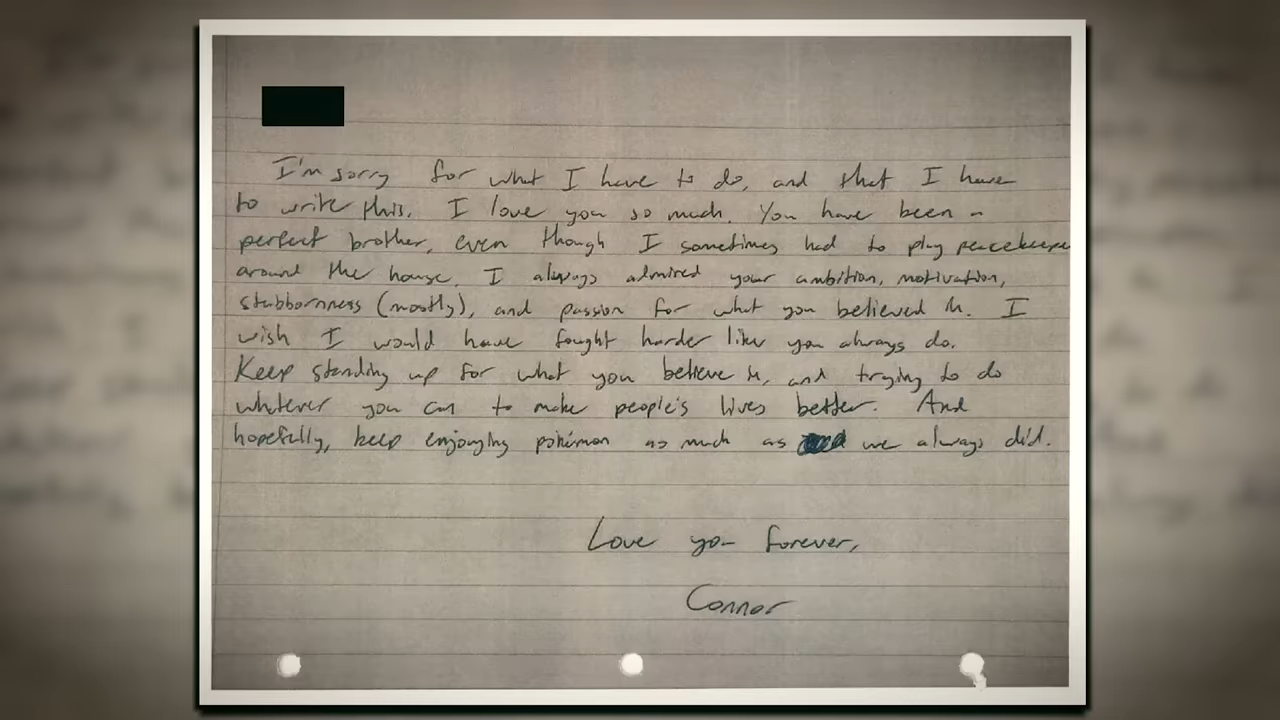 I'm sorry for what I have to do, and that I have
to write this. I love you so much. You have been a
perfect brother, even though I sometimes had to play peacekeeper
around the house. I always admired your ambition, motivation,
stubbornness (mostly), and passion for what you believed in. I
wish I would have fought harder like you always do.
Keep standing up for what you believe in, and trying to do
whatever you can to make people's lives better. And
hopefully, keep enjoying pokémon as much as we always did.
Love you forever,
Connor